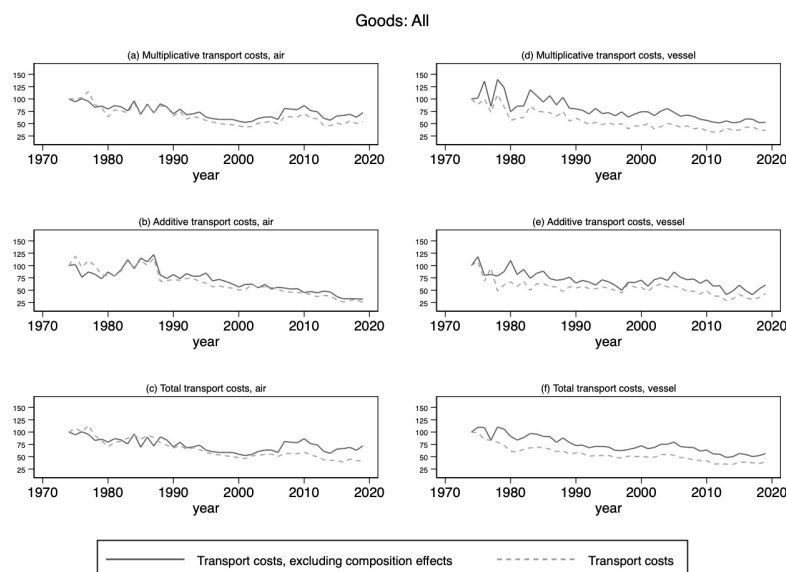 Goods: All
(a) Multiplicative transport costs, air
150
125
100
75
50
25
1970 1980 1990 2000 2010 2020
year
(d) Multiplicative transport costs, vessel
150
125
100
75
50
25
1970 1980 1990 2000 2010 2020
year
(b) Additive transport costs, air
150
125
100
75
50
25
1970 1980 1990 2000 2010 2020
year
(e) Additive transport costs, vessel
150
125
100
75
50
25
1970 1980 1990 2000 2010 2020
year
(c) Total transport costs, air
150
125
100
75
50
25
1970 1980 1990 2000 2010 2020
year
(f) Total transport costs, vessel
150
125
100
75
50
25
1970 1980 1990 2000 2010 2020
year
Transport costs, excluding composition effects Transport costs